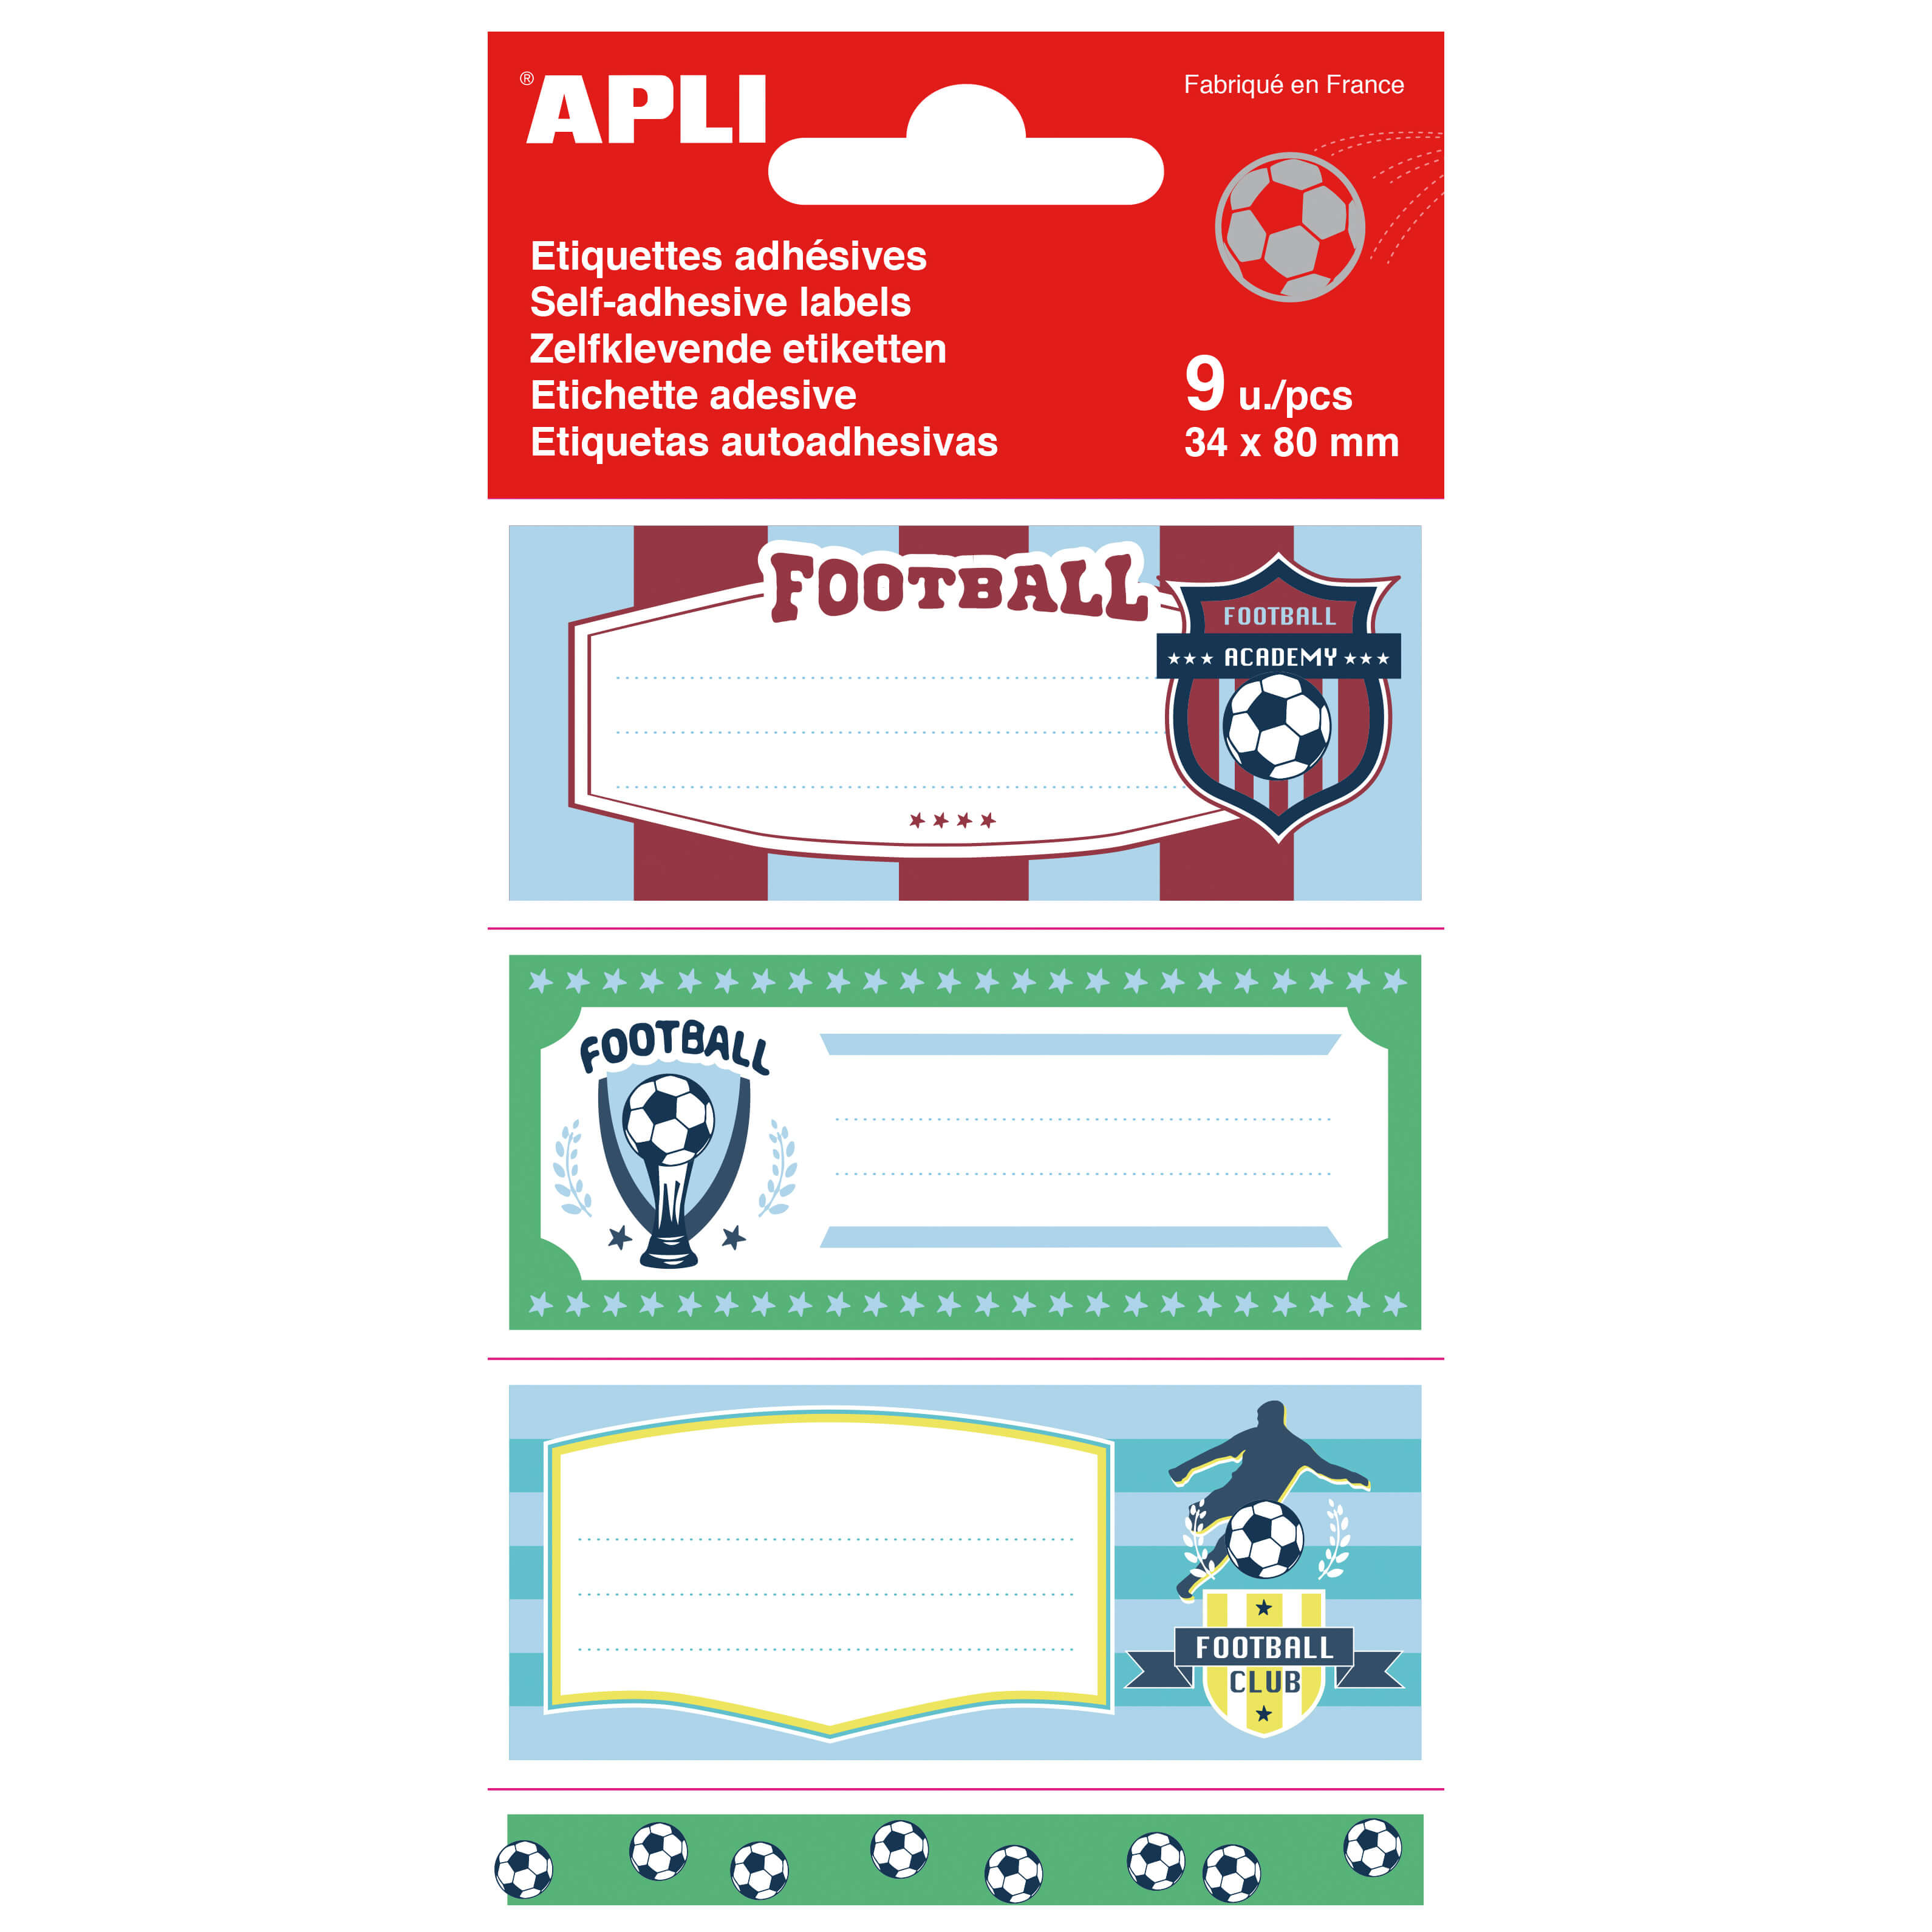 ® APLI
Fabriqué en France
Etiquettes adhésives
Self-adhesive labels
Zelfklevende etiketten
Etichette adesive
Etiquetas autoadhesivas
9 u./pcs
34 x 80 mm
FOOTBALL
FOOTBALL
ACADEMY
FOOTBALL
FOOTBALL
CLUB